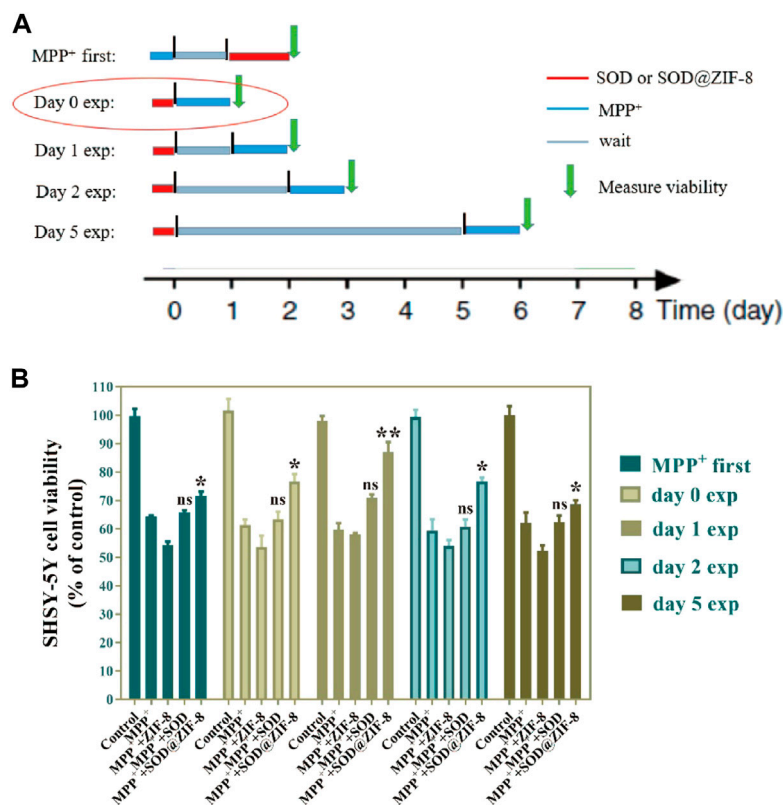 A
MPP⁺ first:
Day 0 exp:
Day 1 exp:
Day 2 exp:
Day 5 exp:
SOD or SOD@ZIF-8
MPP⁺
wait
Measure viability
0 1 2 3 4 5 6 7 8 Time (day)
B
SHSY-5Y cell viability
(% of control)
110
100
90
80
70
60
50
40
30
20
10
0
ns * ns * ns ** ns * ns *
Control
MPP⁺
MPP⁺+ZIF-8
MPP⁺+SOD
MPP⁺+SOD@ZIF-8
Control
MPP⁺
MPP⁺+ZIF-8
MPP⁺+SOD
MPP⁺+SOD@ZIF-8
Control
MPP⁺
MPP⁺+ZIF-8
MPP⁺+SOD
MPP⁺+SOD@ZIF-8
Control
MPP⁺
MPP⁺+ZIF-8
MPP⁺+SOD
MPP⁺+SOD@ZIF-8
Control
MPP⁺
MPP⁺+ZIF-8
MPP⁺+SOD
MPP⁺+SOD@ZIF-8
MPP⁺ first
day 0 exp
day 1 exp
day 2 exp
day 5 exp